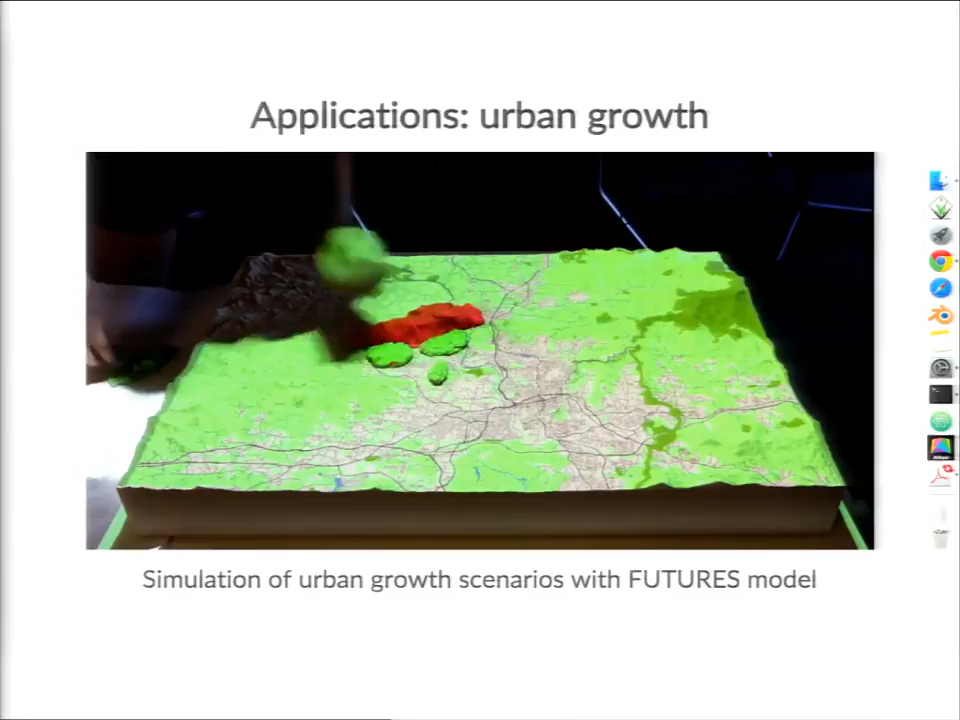 Applications: urban growth
Simulation of urban growth scenarios with FUTURES model